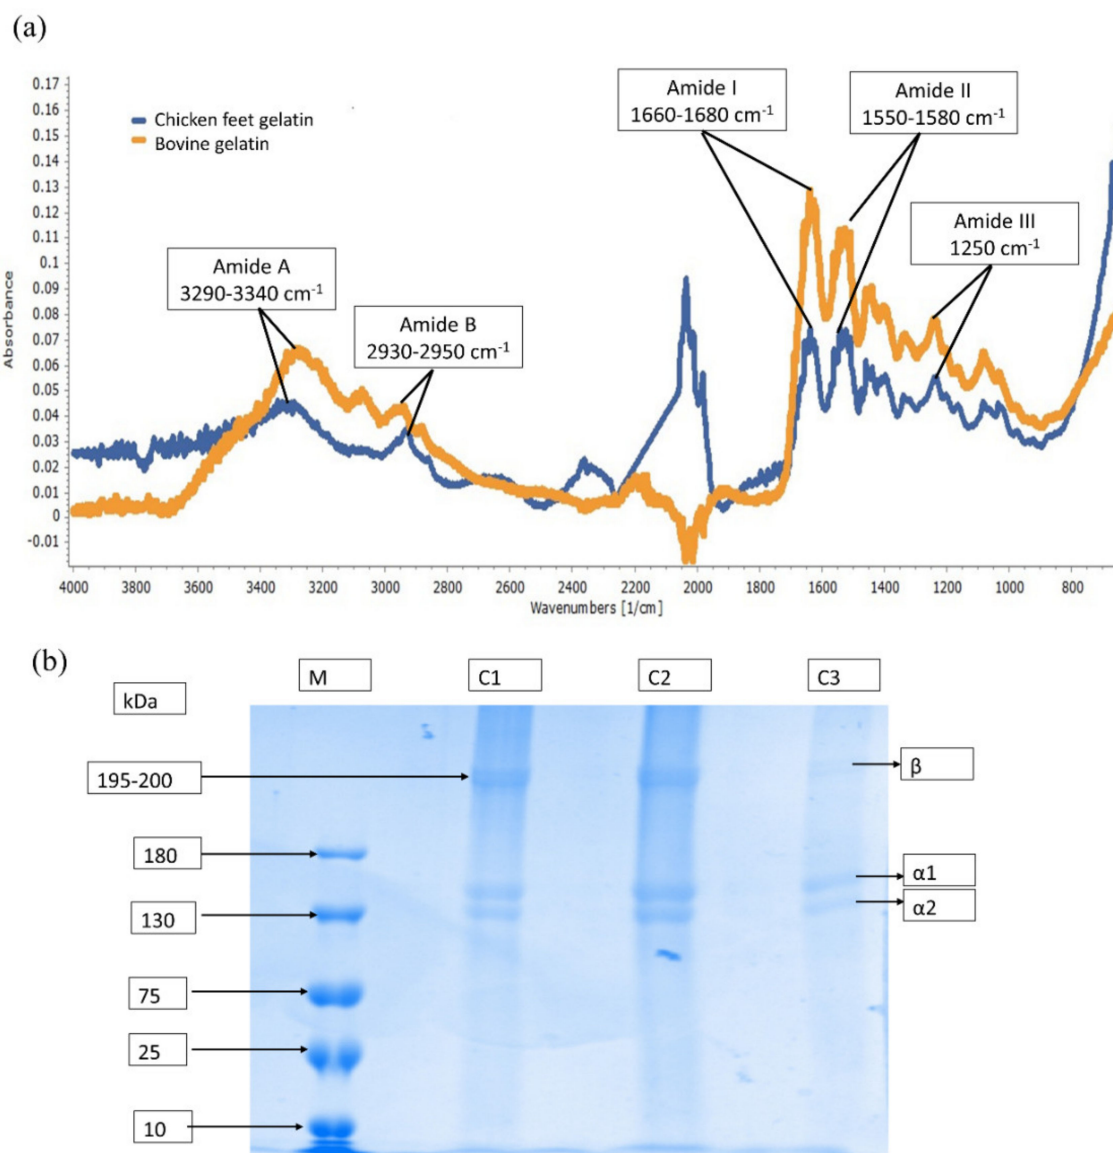 (a)
0.17
0.16
0.15
0.14
0.13
0.12
0.11
0.1
0.09
0.08
0.07
0.06
0.05
0.04
0.03
0.02
0.01
0
-0.01
Absorbance
Chicken feet gelatin
Bovine gelatin
Amide A
3290-3340 cm⁻¹
Amide B
2930-2950 cm⁻¹
Amide I
1660-1680 cm⁻¹
Amide II
1550-1580 cm⁻¹
Amide III
1250 cm⁻¹
4000 3800 3600 3400 3200 3000 2800 2600 2400 2200 2000 1800 1600 1400 1200 1000 800
Wavenumbers [1/cm]
(b)
kDa
M
C1
C2
C3
195-200
180
130
75
25
10
β
α1
α2